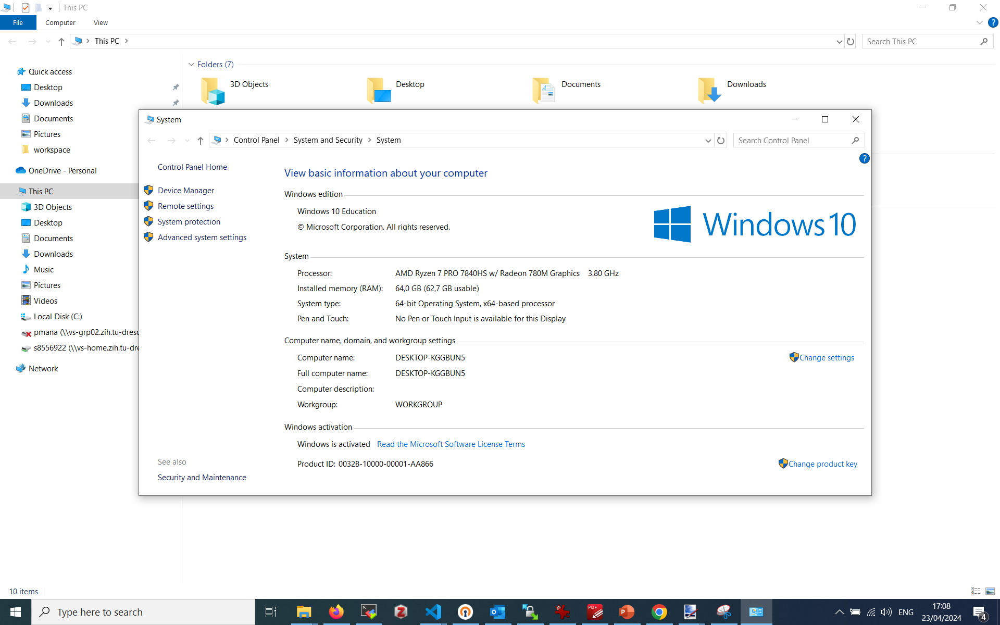 This PC
File Computer View
This PC
Search This PC
Folders (7)
3D Objects
Desktop
Documents
Downloads
Quick access
Desktop
Downloads
Documents
Pictures
workspace
OneDrive - Personal
This PC
3D Objects
Desktop
Documents
Downloads
Music
Pictures
Videos
Local Disk (C:)
pmana (\\vs-grp02.zih.tu-dresd
s8556922 (\\vs-home.zih.tu-dre
Network
System
Control Panel System and Security System
Search Control Panel
Control Panel Home
Device Manager
Remote settings
System protection
Advanced system settings
See also
Security and Maintenance
View basic information about your computer
Windows edition
Windows 10 Education
© Microsoft Corporation. All rights reserved.
Windows 10
System
Processor: AMD Ryzen 7 PRO 7840HS w/ Radeon 780M Graphics 3.80 GHz
Installed memory (RAM): 64,0 GB (62,7 GB usable)
System type: 64-bit Operating System, x64-based processor
Pen and Touch: No Pen or Touch Input is available for this Display
Computer name, domain, and workgroup settings
Computer name: DESKTOP-KGGBUN5
Change settings
Full computer name: DESKTOP-KGGBUN5
Computer description:
Workgroup: WORKGROUP
Windows activation
Windows is activated Read the Microsoft Software License Terms
Product ID: 00328-10000-00001-AA866
Change product key
10 items
Type here to search
PDF
ENG
17:08
23/04/2024
4